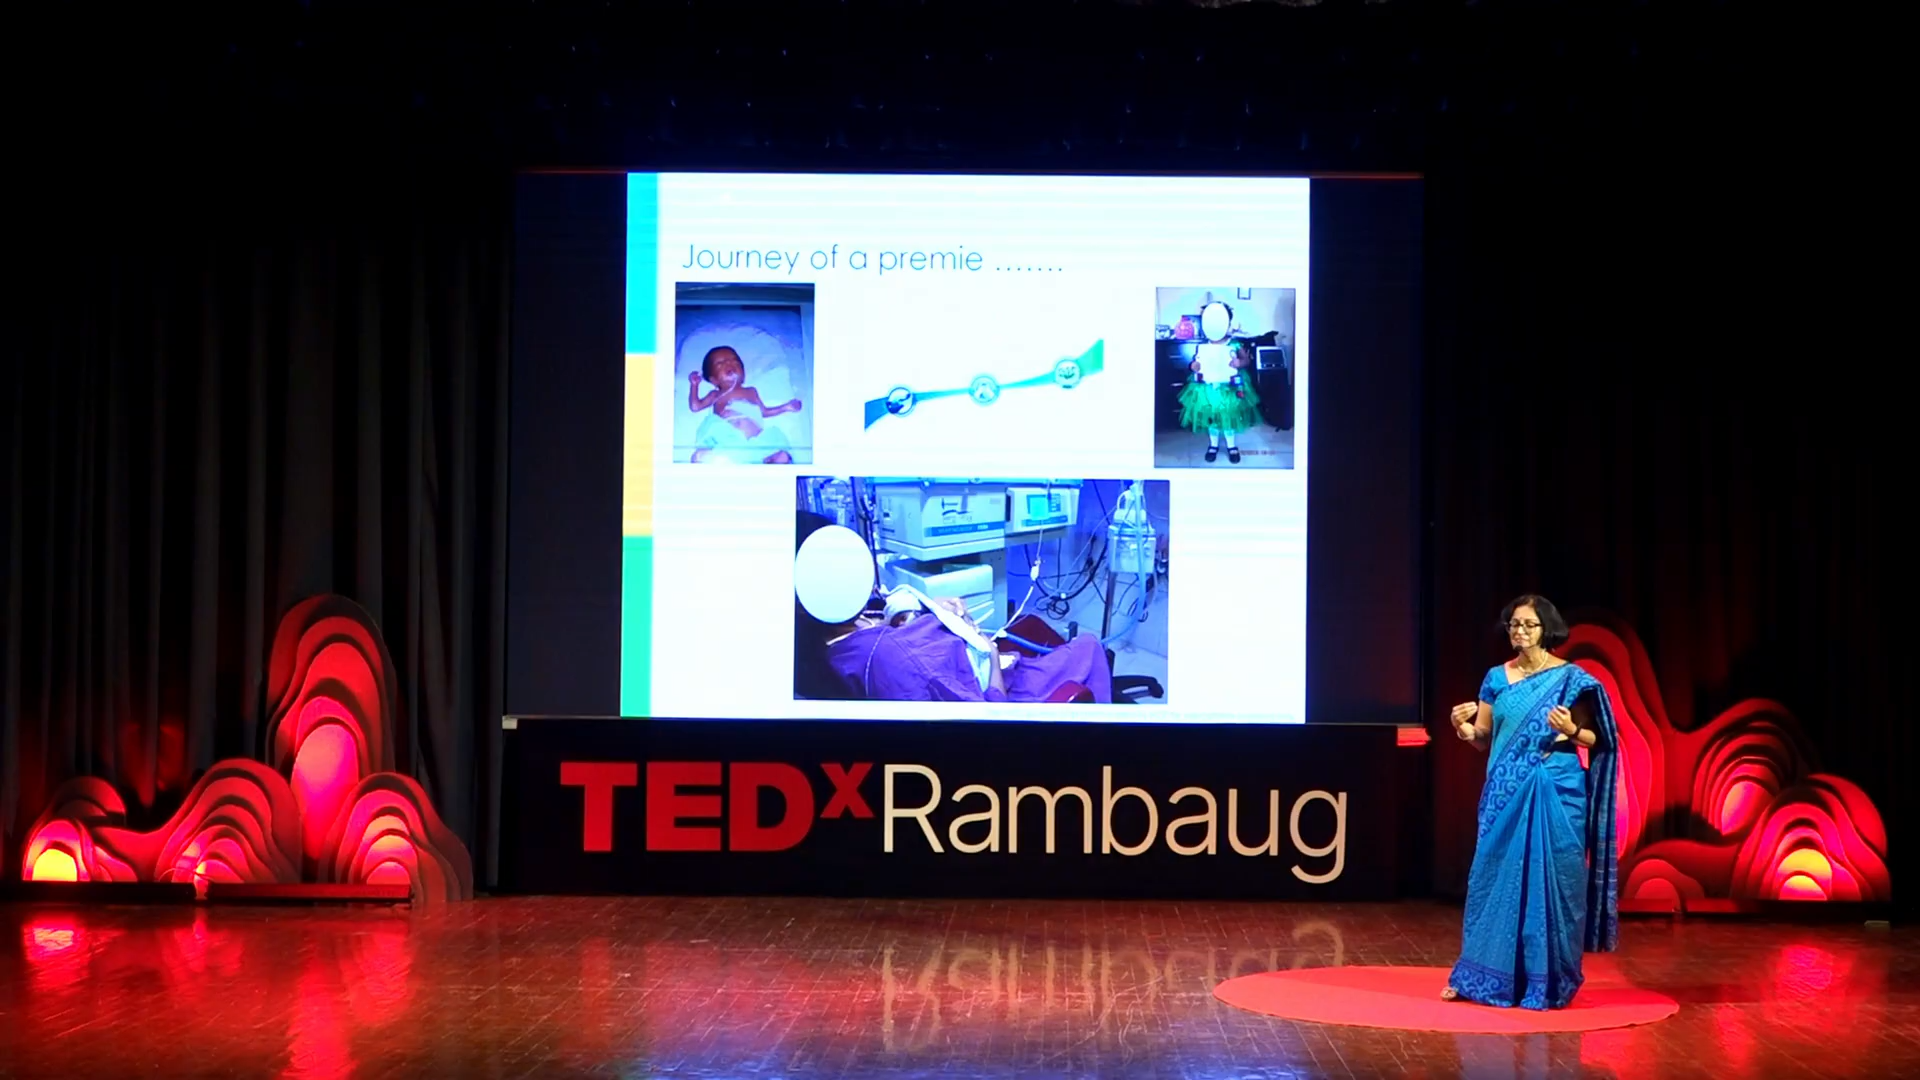 Journey of a premie .......
TEDxRambaug